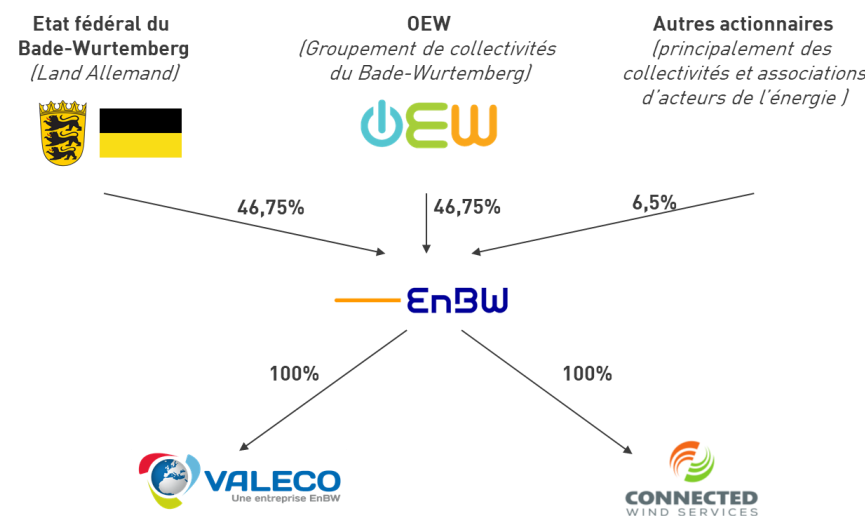 Etat fédéral du
Bade-Wurtemberg
(Land Allemand)
OEW
(Groupement de collectivités
du Bade-Wurtemberg)
Autres actionnaires
(principalement des
collectivités et associations
d'acteurs de l'énergie )
OEW
46,75%
46,75%
6,5%
EnBW
100%
100%
VALECO
Une entreprise EnBW
CONNECTED
WIND SERVICES